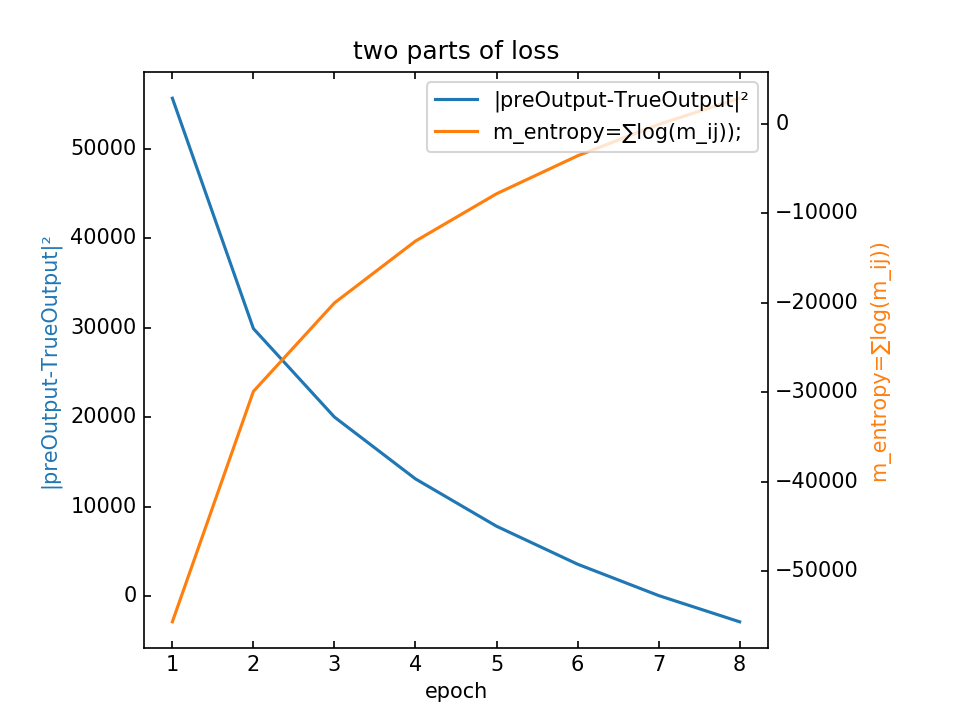 two parts of loss
|preOutput-TrueOutput|²
m_entropy=∑log(m_ij));
50000
40000
30000
20000
10000
0
|preOutput-TrueOutput|²
0
−10000
−20000
−30000
−40000
−50000
m_entropy=∑log(m_ij))
1 2 3 4 5 6 7 8
epoch